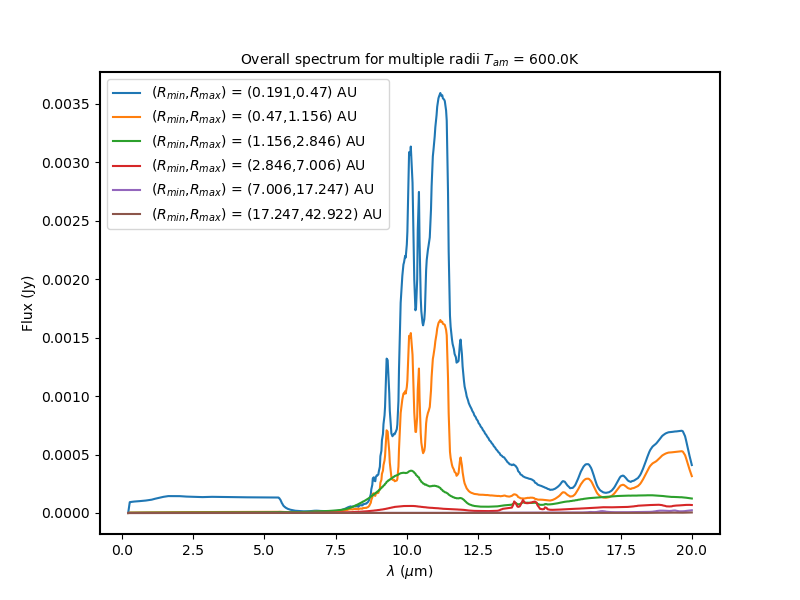 Overall spectrum for multiple radii T_am = 600.0K
(R_min,R_max) = (0.191,0.47) AU
(R_min,R_max) = (0.47,1.156) AU
(R_min,R_max) = (1.156,2.846) AU
(R_min,R_max) = (2.846,7.006) AU
(R_min,R_max) = (7.006,17.247) AU
(R_min,R_max) = (17.247,42.922) AU
Flux (Jy)
0.0035
0.0030
0.0025
0.0020
0.0015
0.0010
0.0005
0.0000
0.0 2.5 5.0 7.5 10.0 12.5 15.0 17.5 20.0
λ (μm)